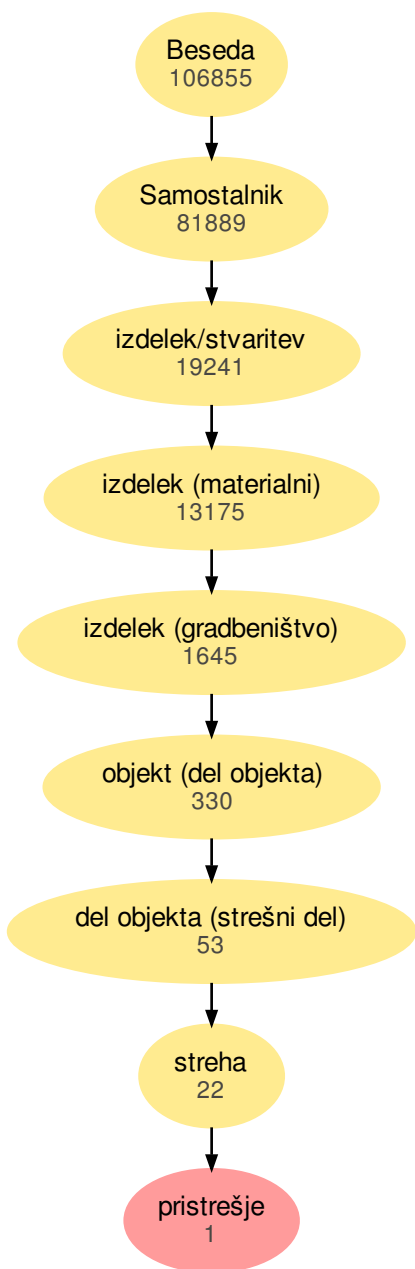 Beseda
106855
Samostalnik
81889
izdelek/stvaritev
19241
izdelek (materialni)
13175
izdelek (gradbeništvo)
1645
objekt (del objekta)
330
del objekta (strešni del)
53
streha
22
pristrešje
1